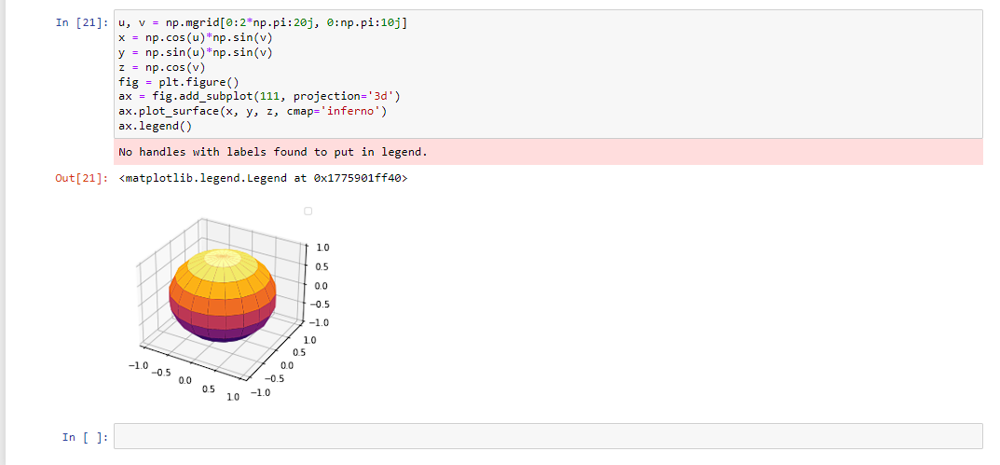 In [21]: u, v = np.mgrid[0:2*np.pi:20j, 0:np.pi:10j]
x = np.cos(u)*np.sin(v)
y = np.sin(u)*np.sin(v)
z = np.cos(v)
fig = plt.figure()
ax = fig.add_subplot(111, projection='3d')
ax.plot_surface(x, y, z, cmap='inferno')
ax.legend()
No handles with labels found to put in legend.
Out[21]: <matplotlib.legend.Legend at 0x1775901ff40>
1.0
0.5
0.0
−0.5
−1.0
1.0
0.5
0.0
−0.5
−1.0
−1.0
−0.5
0.0
0.5
1.0
In [ ]: